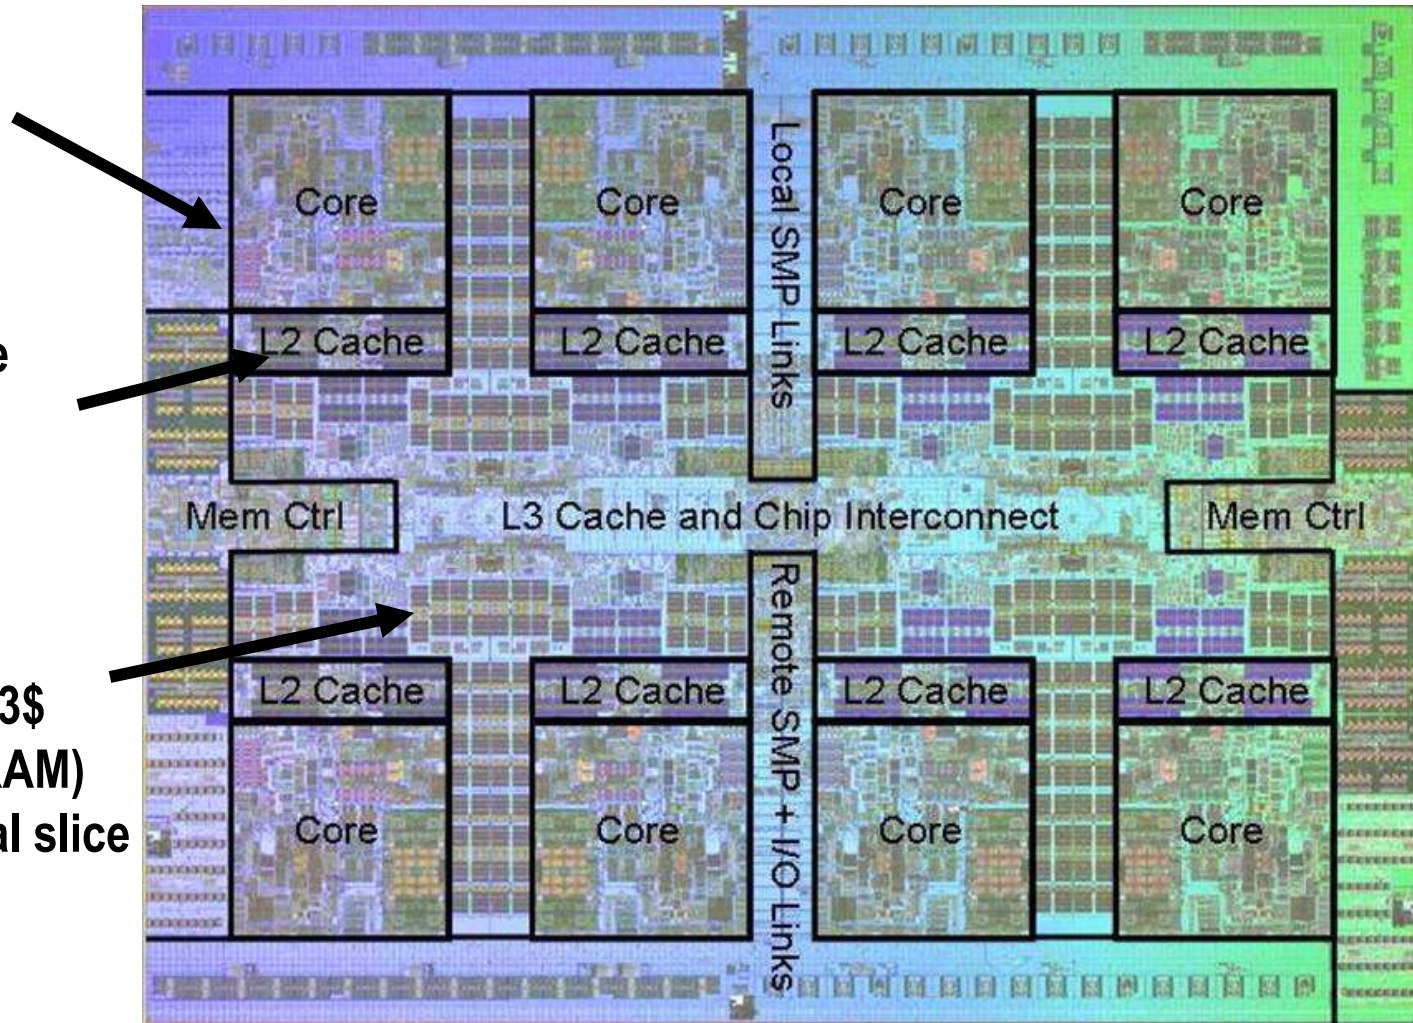 Core
Core
Core
Core
Local SMP Links
L2 Cache
L2 Cache
L2 Cache
L2 Cache
Mem Ctrl
L3 Cache and Chip Interconnect
Mem Ctrl
3$
al slice
L2 Cache
L2 Cache
L2 Cache
L2 Cache
Remote SMP + I/O Links
Core
Core
Core
Core